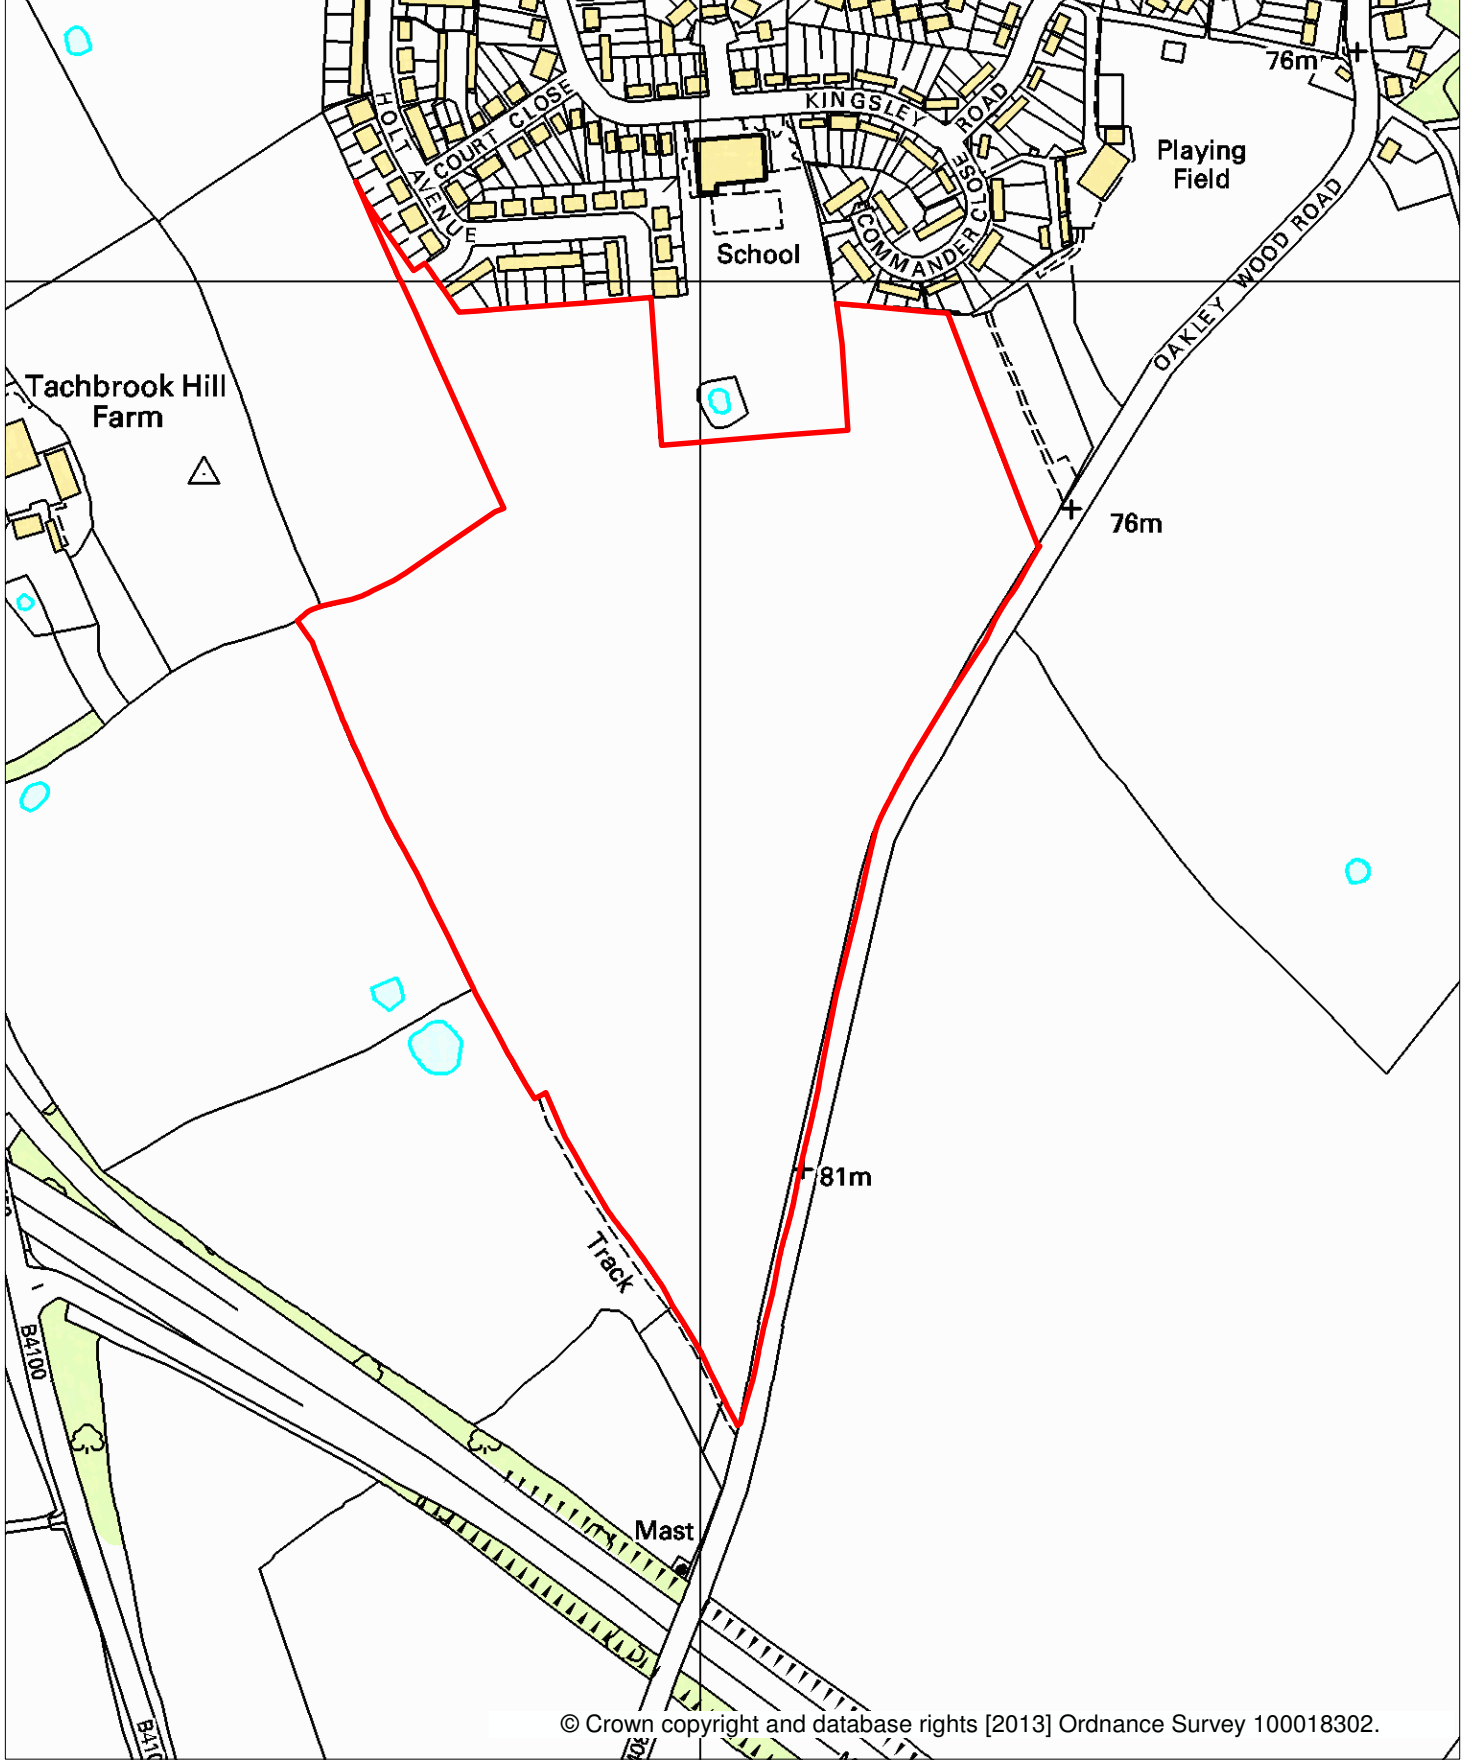 76m
KINGSLEY
ROAD
HOLT
AVENUE
COURT CLOSE
E
Playing
Field
COMMANDER CLOSE
School
OAKLEY WOOD ROAD
Tachbrook Hill
Farm
76m
81m
Track
B4100
Mast
© Crown copyright and database rights [2013] Ordnance Survey 100018302.